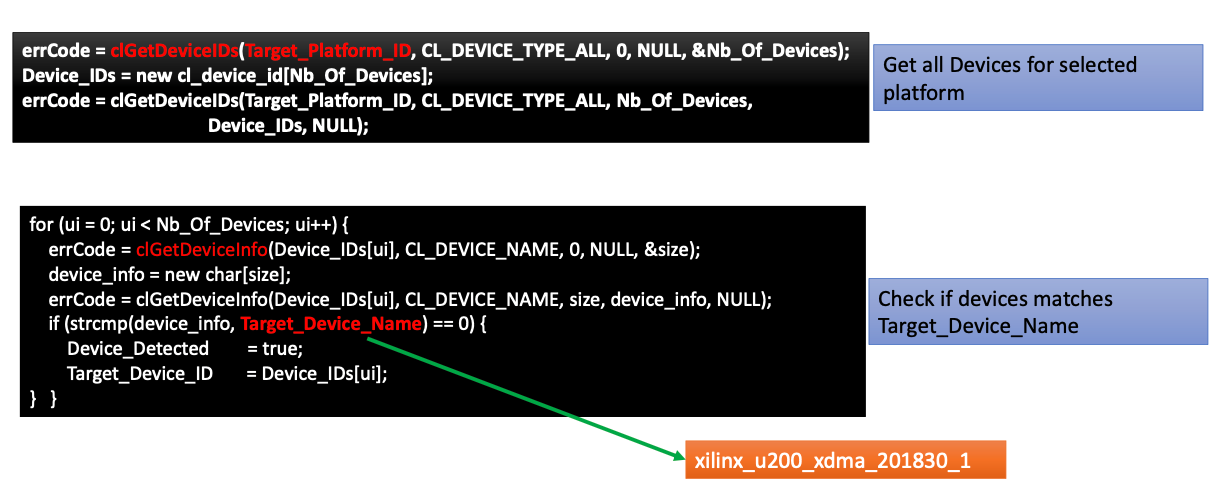 errCode = clGetDeviceIDs(Target_Platform_ID, CL_DEVICE_TYPE_ALL, 0, NULL, &Nb_Of_Devices);
Device_IDs = new cl_device_id[Nb_Of_Devices];
errCode = clGetDeviceIDs(Target_Platform_ID, CL_DEVICE_TYPE_ALL, Nb_Of_Devices,
Device_IDs, NULL);
Get all Devices for selected
platform
for (ui = 0; ui < Nb_Of_Devices; ui++) {
errCode = clGetDeviceInfo(Device_IDs[ui], CL_DEVICE_NAME, 0, NULL, &size);
device_info = new char[size];
errCode = clGetDeviceInfo(Device_IDs[ui], CL_DEVICE_NAME, size, device_info, NULL);
if (strcmp(device_info, Target_Device_Name) == 0) {
Device_Detected = true;
Target_Device_ID = Device_IDs[ui];
} }
Check if devices matches
Target_Device_Name
xilinx_u200_xdma_201830_1